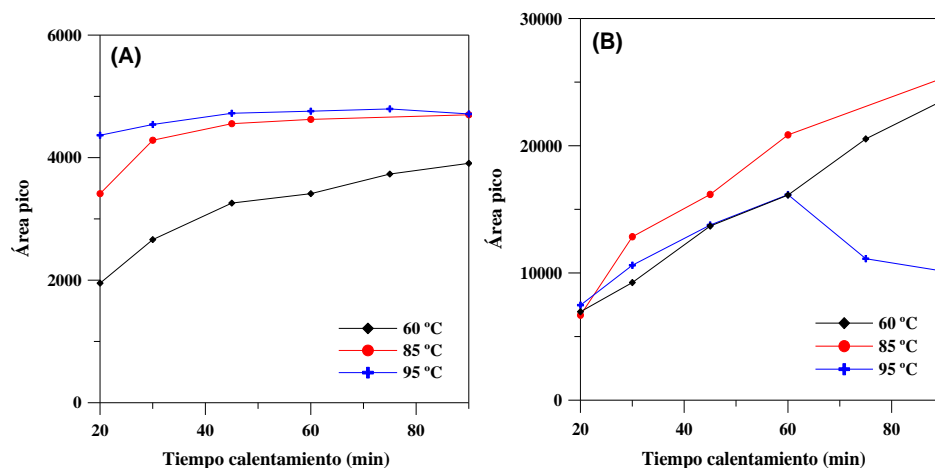 (A)
6000
4000
2000
0
Área pico
20
40
60
80
Tiempo calentamiento (min)
60 ºC
85 ºC
95 ºC
(B)
30000
20000
10000
0
Área pico
20
40
60
80
Tiempo calentamiento (min)
60 ºC
85 ºC
95 ºC